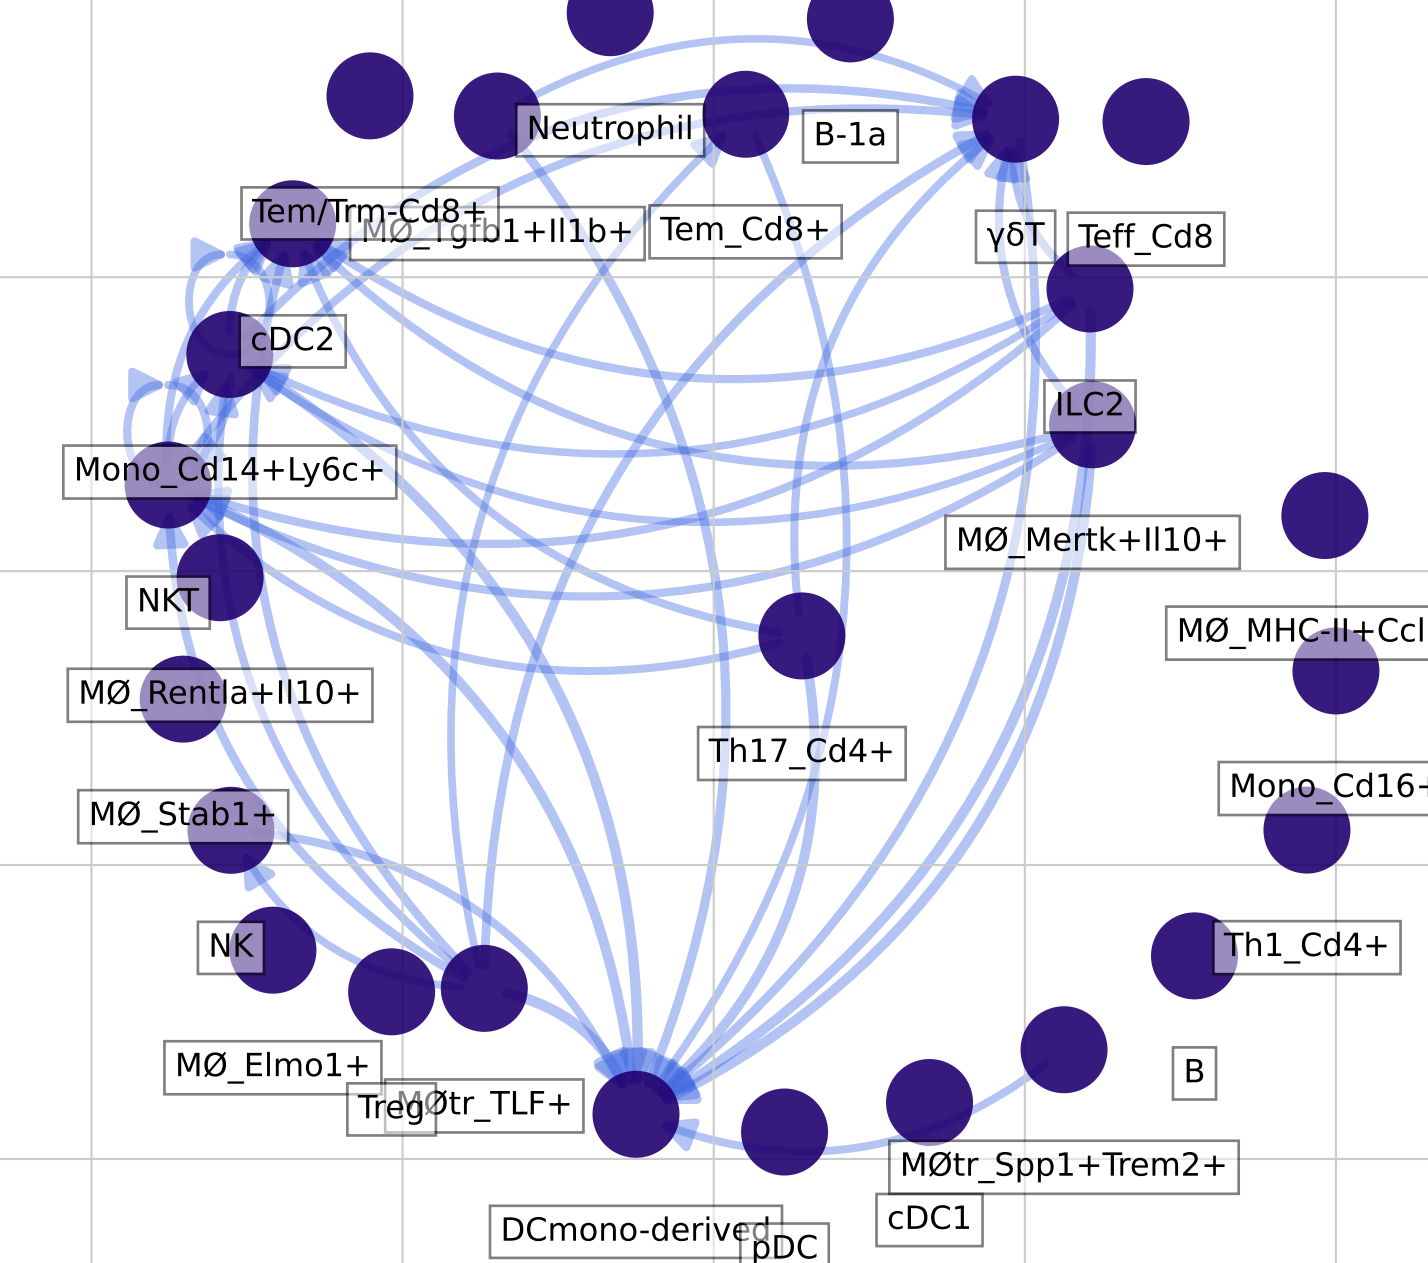 Neutrophil
B-1a
Tem/Trm-Cd8+
MØ_Tgfb1+Il1b+
Tem_Cd8+
γδT
Teff_Cd8
cDC2
ILC2
Mono_Cd14+Ly6c+
MØ_Mertk+Il10+
NKT
MØ_MHC-II+Ccl
MØ_Rentla+Il10+
Th17_Cd4+
Mono_Cd16+
MØ_Stab1+
NK
Th1_Cd4+
MØ_Elmo1+
B
Treg
MØtr_TLF+
MØtr_Spp1+Trem2+
cDC1
DCmono-derived
pDC